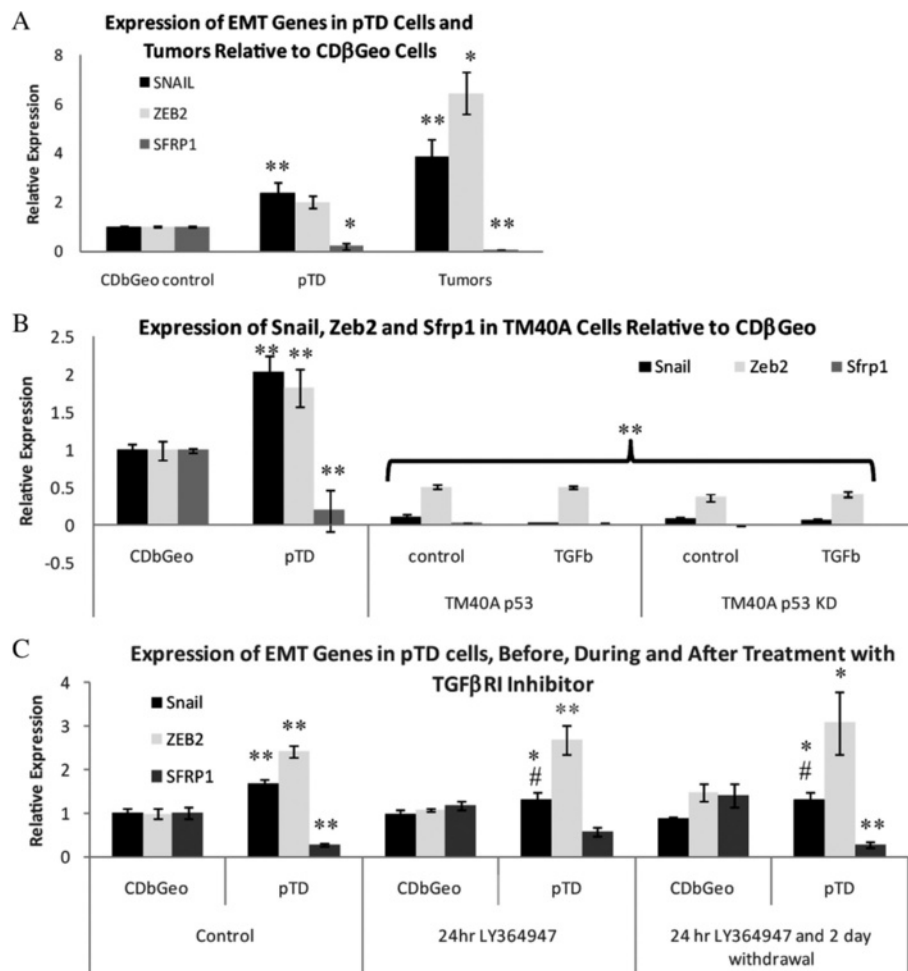 A
Expression of EMT Genes in pTD Cells and
Tumors Relative to CDβGeo Cells
8
6
4
2
0
Relative Expression
SNAIL
ZEB2
SFRP1
**
*
**
*
**
CDbGeo control
pTD
Tumors
B
Expression of Snail, Zeb2 and Sfrp1 in TM40A Cells Relative to CDβGeo
2.5
2
1.5
1
0.5
0
-0.5
Relative Expression
Snail
Zeb2
Sfrp1
**
**
**
**
CDbGeo
pTD
control
TGFb
control
TGFb
TM40A p53
TM40A p53 KD
C
Expression of EMT Genes in pTD cells, Before, During and After Treatment with
TGFβRI Inhibitor
4
3
2
1
0
Relative Expression
Snail
ZEB2
SFRP1
**
**
**
*
#
**
*
#
*
**
CDbGeo
pTD
CDbGeo
pTD
CDbGeo
pTD
Control
24hr LY364947
24 hr LY364947 and 2 day
withdrawal